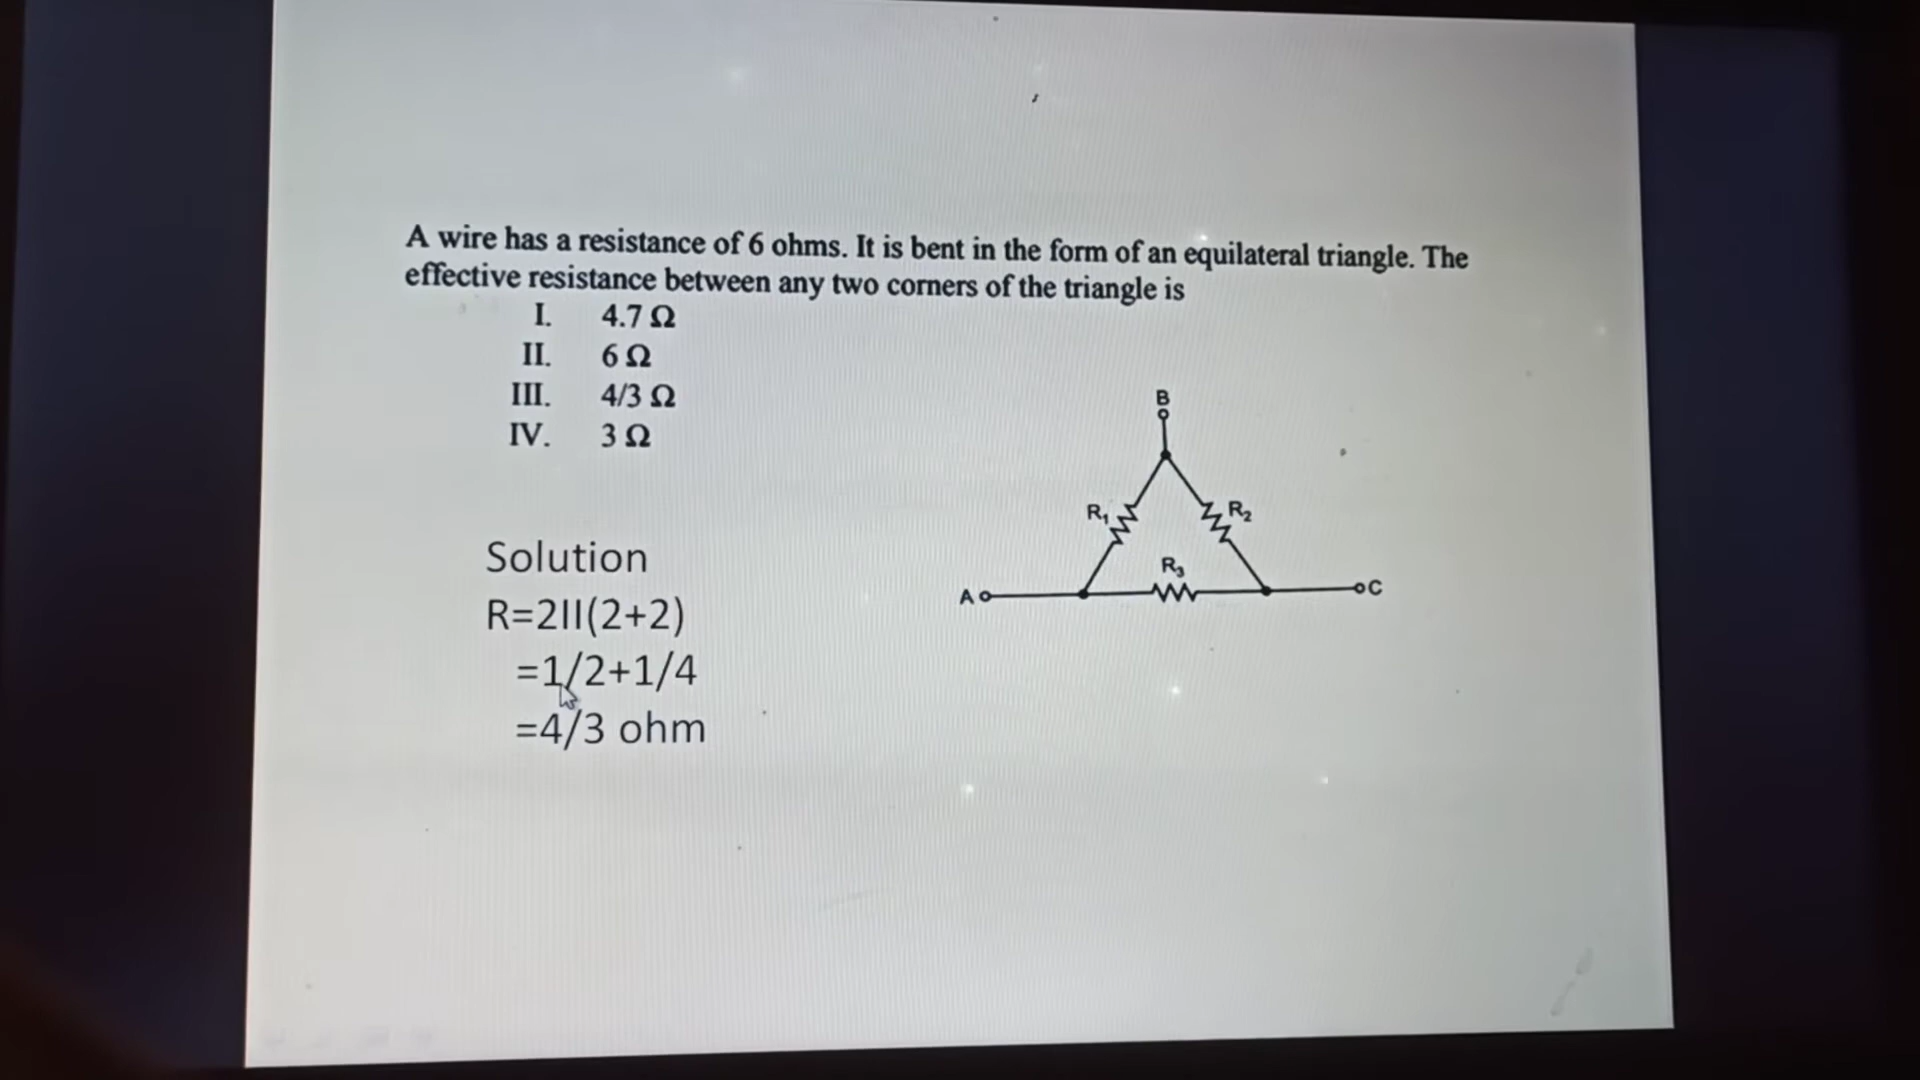 A wire has a resistance of 6 ohms. It is bent in the form of an equilateral triangle. The
effective resistance between any two corners of the triangle is
I. 4.7 Ω
II. 6 Ω
III. 4/3 Ω
IV. 3 Ω
B
R₁
R₂
R₃
A
C
Solution
R=2II(2+2)
=1/2+1/4
=4/3 ohm